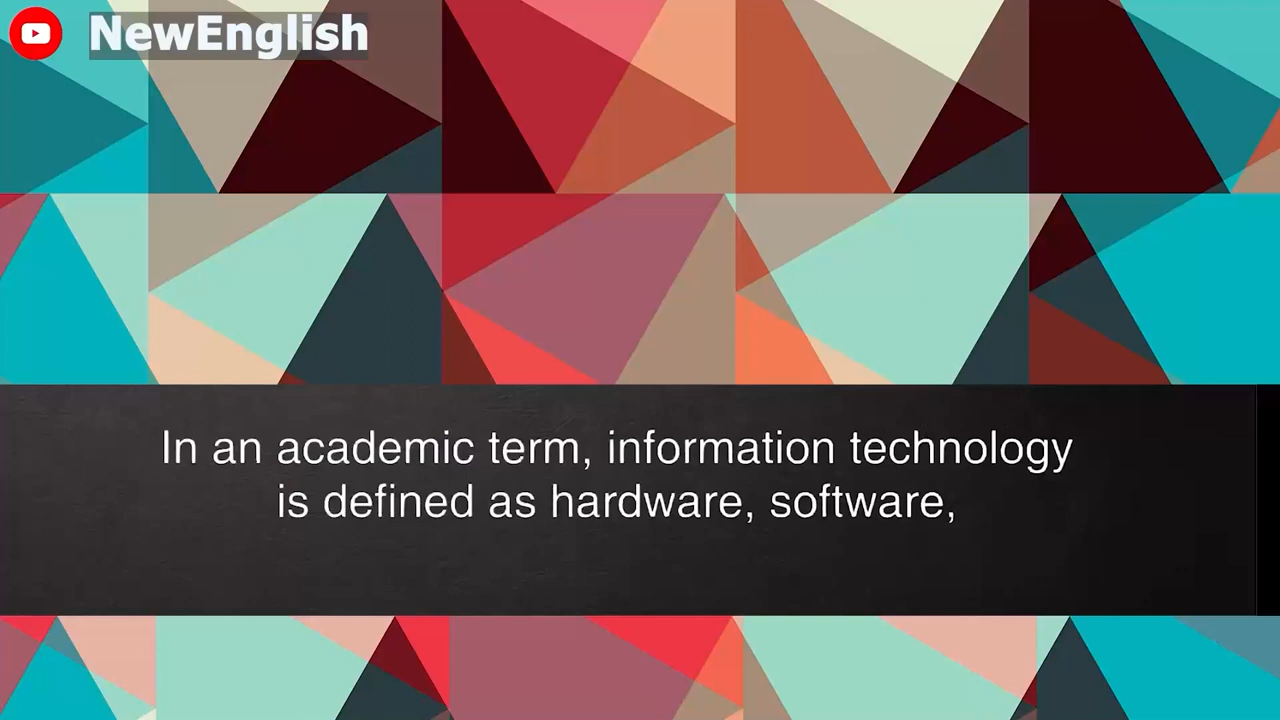 NewEnglish
In an academic term, information technology
is defined as hardware, software,